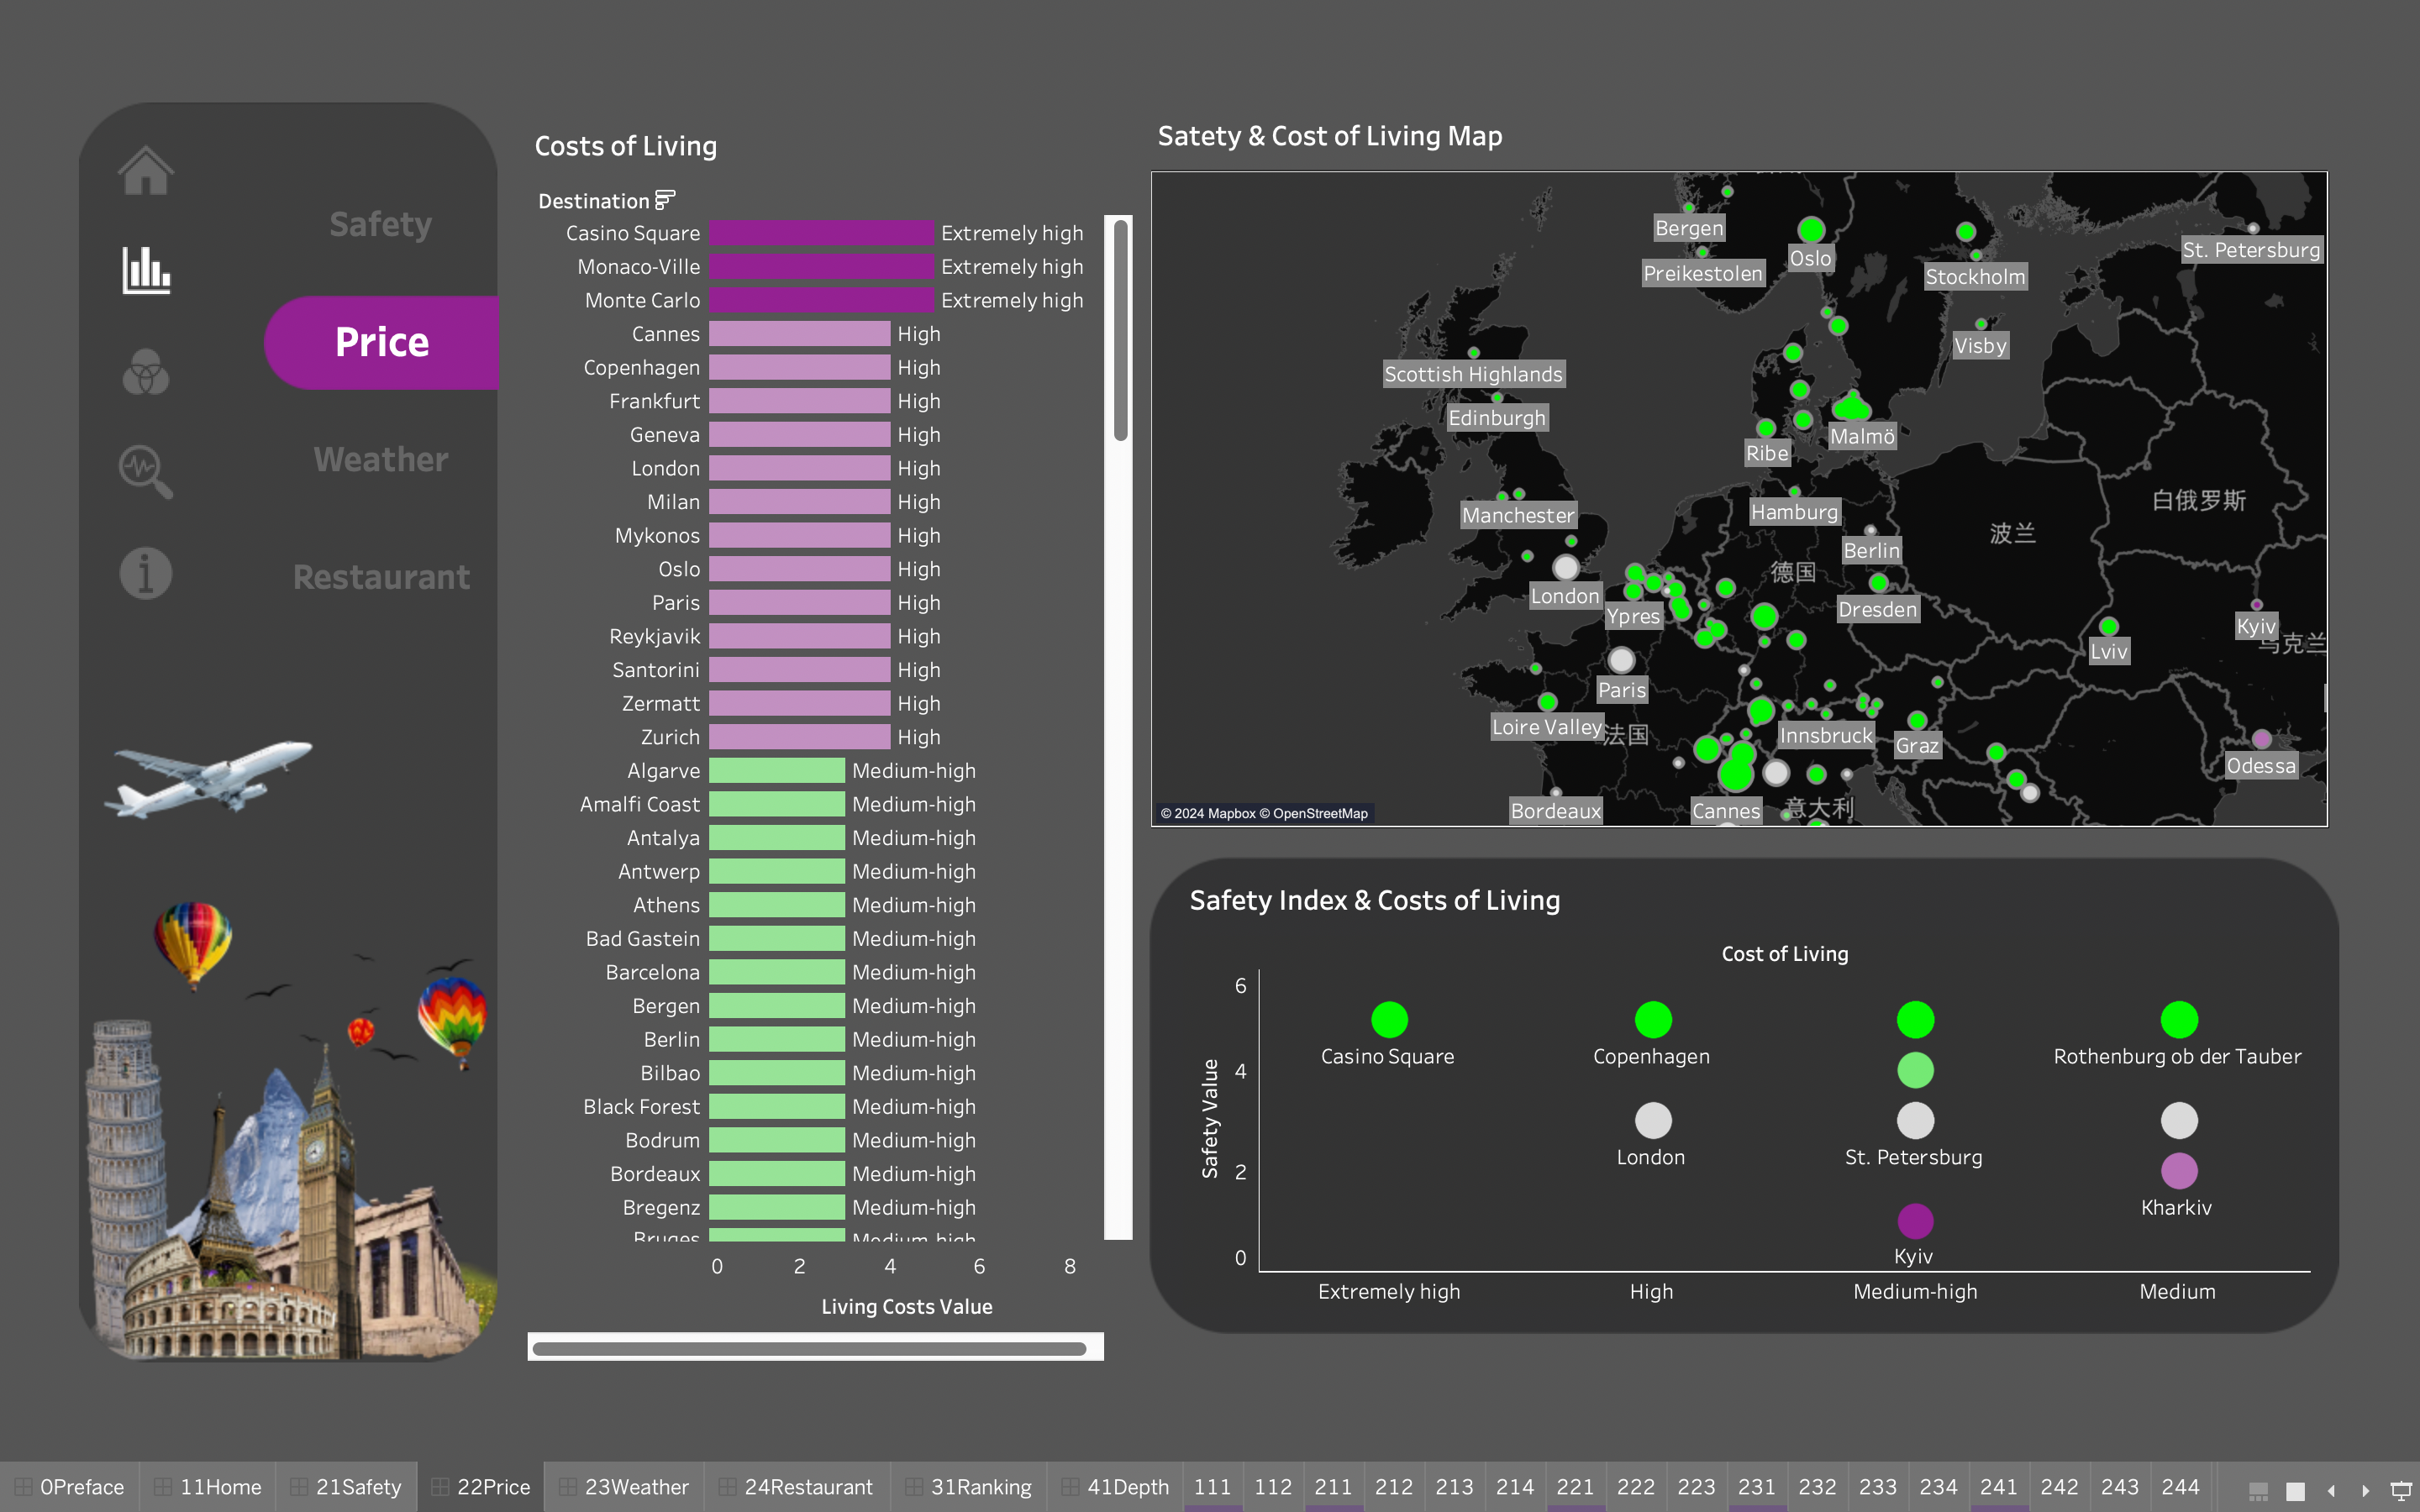 Safety
Price
Weather
Restaurant
Costs of Living
Destination
Casino Square Extremely high
Monaco-Ville Extremely high
Monte Carlo Extremely high
Cannes High
Copenhagen High
Frankfurt High
Geneva High
London High
Milan High
Mykonos High
Oslo High
Paris High
Reykjavik High
Santorini High
Zermatt High
Zurich High
Algarve Medium-high
Amalfi Coast Medium-high
Antalya Medium-high
Antwerp Medium-high
Athens Medium-high
Bad Gastein Medium-high
Barcelona Medium-high
Bergen Medium-high
Berlin Medium-high
Bilbao Medium-high
Black Forest Medium-high
Bodrum Medium-high
Bordeaux Medium-high
Bregenz Medium-high
Bruges Medium-high
0 2 4 6 8
Living Costs Value
Satety & Cost of Living Map
Bergen
Oslo
St. Petersburg
Preikestolen
Stockholm
Visby
Scottish Highlands
Edinburgh
Malmö
Ribe
白俄罗斯
Manchester
Hamburg
波兰
Berlin
德国
London
Ypres
Dresden
Kyiv
乌克兰
Lviv
Paris
Loire Valley
法国
Innsbruck
Graz
Odessa
Bordeaux
Cannes
意大利
© 2024 Mapbox © OpenStreetMap
Safety Index & Costs of Living
Cost of Living
6
4
2
0
Safety Value
Casino Square Copenhagen Rothenburg ob der Tauber
London St. Petersburg
Kharkiv
Kyiv
Extremely high High Medium-high Medium
0Preface 11Home 21Safety 22Price 23Weather 24Restaurant 31Ranking 41Depth 111 112 211 212 213 214 221 222 223 231 232 233 234 241 242 243 244